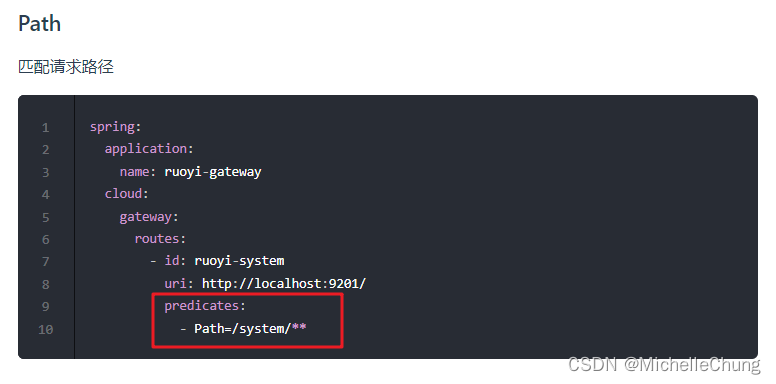 Path
匹配请求路径
1 spring:
2   application:
3     name: ruoyi-gateway
4   cloud:
5     gateway:
6       routes:
7         - id: ruoyi-system
8           uri: http://localhost:9201/
9           predicates:
10             - Path=/system/**
CSDN @MichelleChung